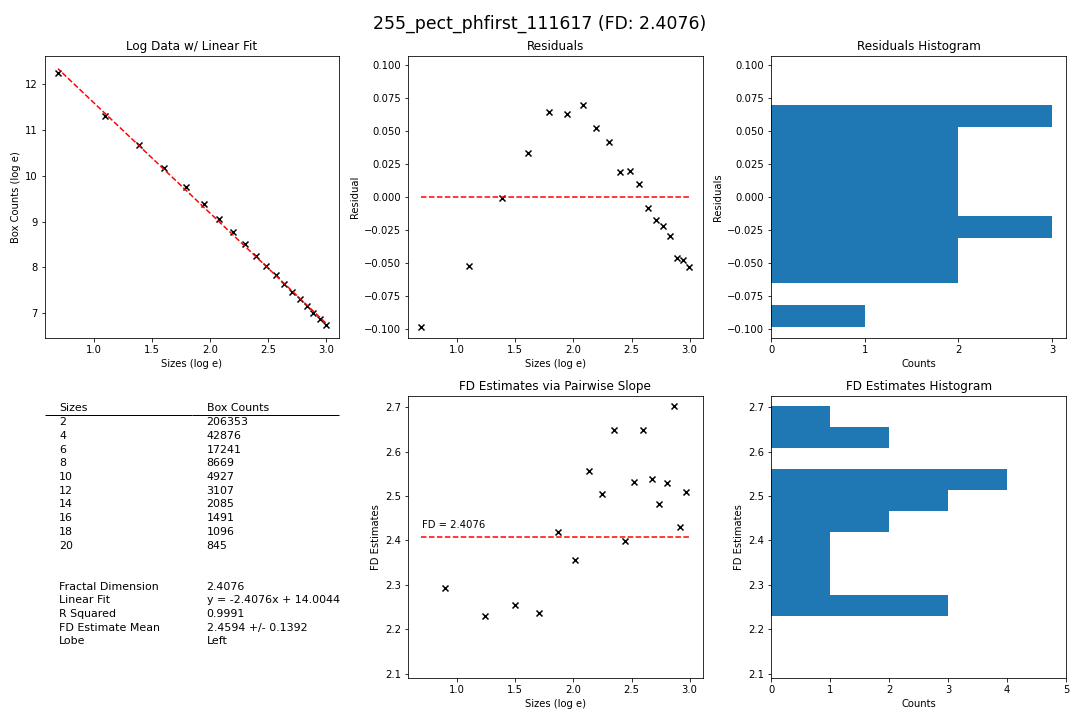 255_pect_phfirst_111617 (FD: 2.4076)
Log Data w/ Linear Fit
12
11
10
9
8
7
Box Counts (log e)
1.0 1.5 2.0 2.5 3.0
Sizes (log e)
Residuals
0.100
0.075
0.050
0.025
0.000
−0.025
−0.050
−0.075
−0.100
Residual
1.0 1.5 2.0 2.5 3.0
Sizes (log e)
Residuals Histogram
0.100
0.075
0.050
0.025
0.000
−0.025
−0.050
−0.075
−0.100
Residuals
0 1 2 3
Counts
Sizes Box Counts
2 206353
4 42876
6 17241
8 8669
10 4927
12 3107
14 2085
16 1491
18 1096
20 845
Fractal Dimension 2.4076
Linear Fit y = -2.4076x + 14.0044
R Squared 0.9991
FD Estimate Mean 2.4594 +/- 0.1392
Lobe Left
FD Estimates via Pairwise Slope
2.7
2.6
2.5
2.4
2.3
2.2
2.1
FD Estimates
FD = 2.4076
1.0 1.5 2.0 2.5 3.0
Sizes (log e)
FD Estimates Histogram
2.7
2.6
2.5
2.4
2.3
2.2
2.1
FD Estimates
0 1 2 3 4 5
Counts